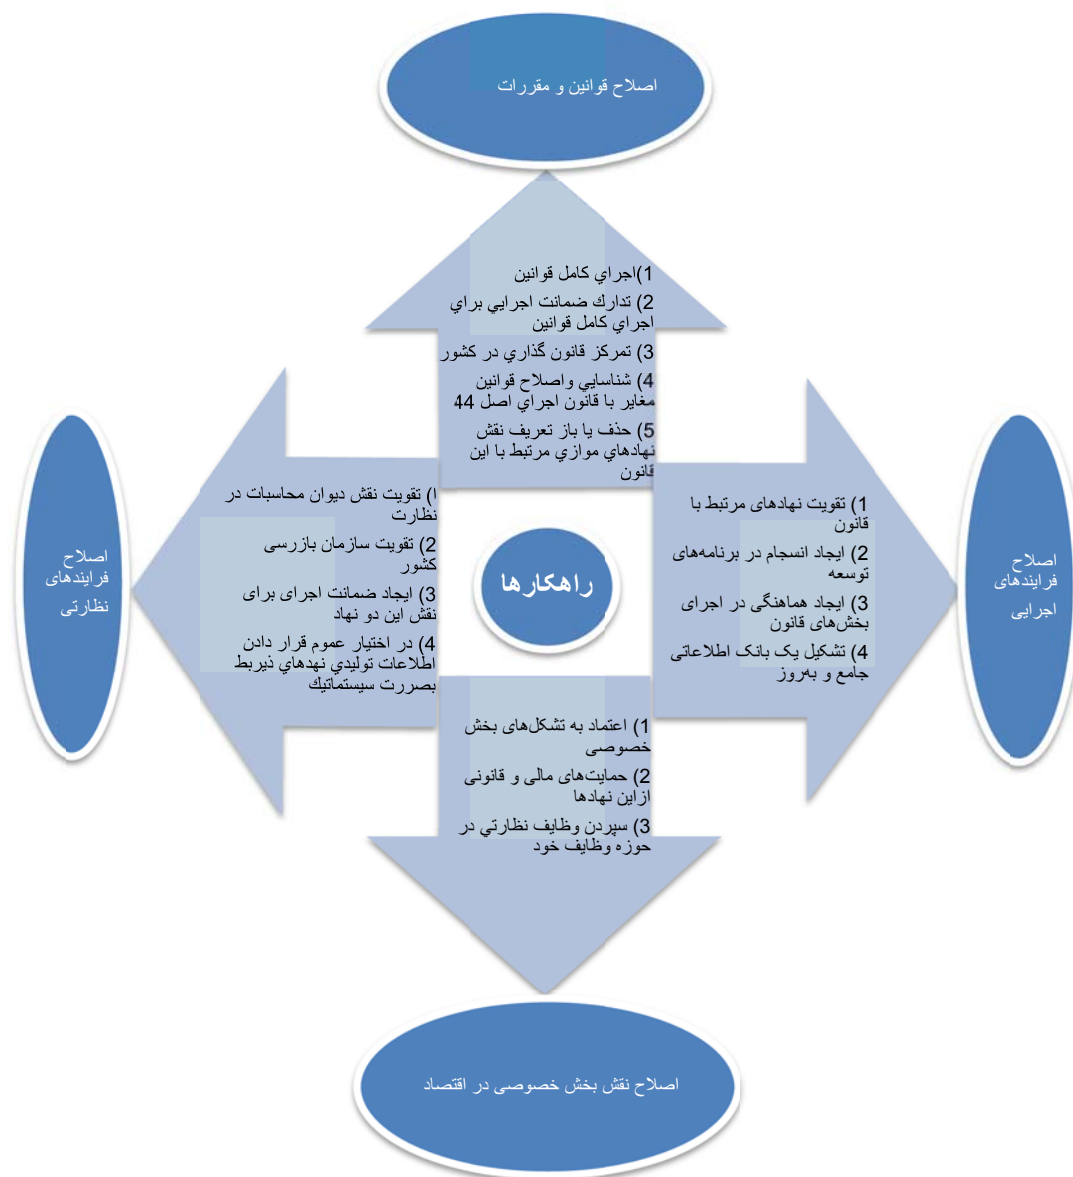 اصلاح قوانین و مقررات
1)اجراي كامل قوانين
2) تدارك ضمانت اجرايي براي
اجراي كامل قوانين
3) تمركز قانون گذاري در كشور
4) شناسايي واصلاح قوانين
مغاير با قانون اجراي اصل 44
5) حذف يا باز تعريف نقش
نهادهاي موازي مرتبط با اين
قانون
1) تقویت نهادهای مرتبط با
قانون
2) ایجاد انسجام در برنامه‌های
توسعه
3) ایجاد هماهنگی در اجرای
بخش‌های قانون
4) تشکیل یک بانک اطلاعاتی
جامع و به‌روز
اصلاح
فرایندهای
اجرایی
راهکارها
ا) تقویت نقش دیوان محاسبات در
نظارت
2) تقویت سازمان بازرسی
کشور
3) ایجاد ضمانت اجرای برای
نقش این دو نهاد
4) در اختيار عموم قرار دادن
اطلاعات توليدي نهدهاي ذيربط
بصررت سيستماتيك
اصلاح
فرایندهای
نظارتی
1) اعتماد به تشکل‌های بخش
خصوصی
2) حمایت‌های مالی و قانونی
ازاین نهادها
3) سپردن وظايف نظارتي در
حوزه وظايف خود
اصلاح نقش بخش خصوصی در اقتصاد